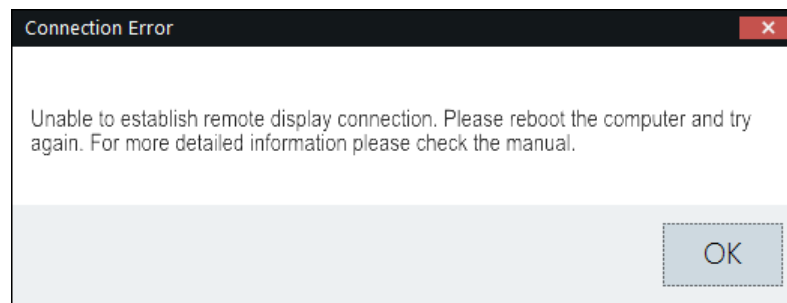 Connection Error
Unable to establish remote display connection. Please reboot the computer and try
again. For more detailed information please check the manual.
OK